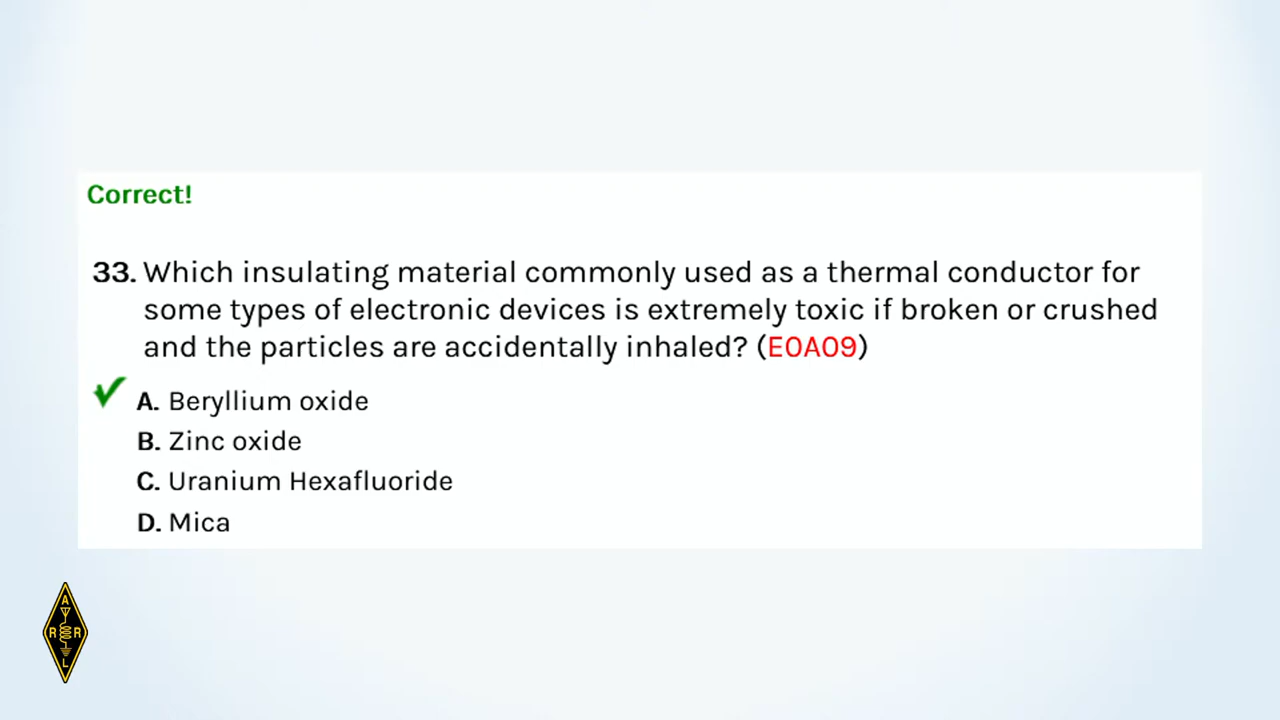 Correct!
33. Which insulating material commonly used as a thermal conductor for
some types of electronic devices is extremely toxic if broken or crushed
and the particles are accidentally inhaled? (E0A09)
A. Beryllium oxide
B. Zinc oxide
C. Uranium Hexafluoride
D. Mica
A
R R
L